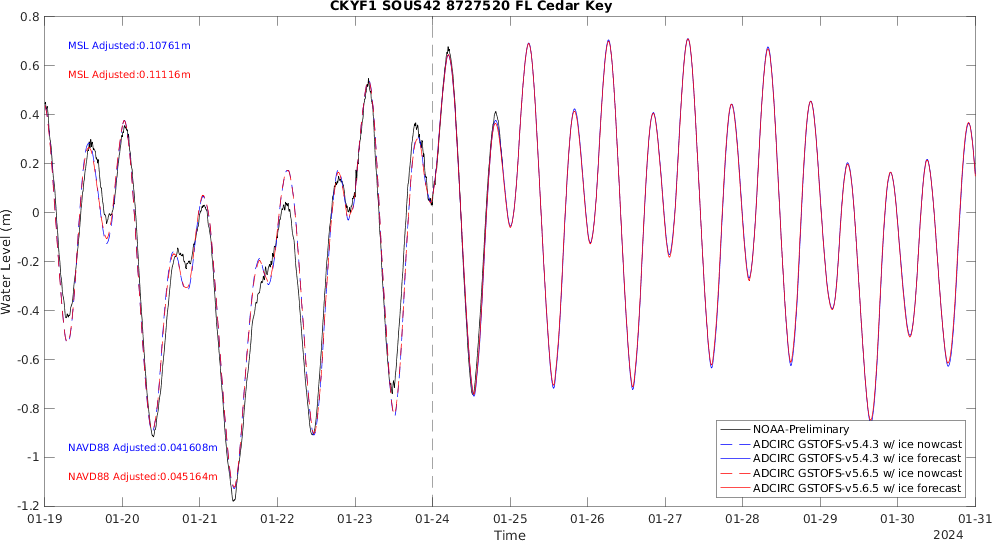 CKYF1 SOUS42 8727520 FL Cedar Key
0.8
0.6
0.4
0.2
0
-0.2
-0.4
-0.6
-0.8
-1
-1.2
Water Level (m)
MSL Adjusted:0.10761m
MSL Adjusted:0.11116m
NAVD88 Adjusted:0.041608m
NAVD88 Adjusted:0.045164m
NOAA-Preliminary
ADCIRC GSTOFS-v5.4.3 w/ ice nowcast
ADCIRC GSTOFS-v5.4.3 w/ ice forecast
ADCIRC GSTOFS-v5.6.5 w/ ice nowcast
ADCIRC GSTOFS-v5.6.5 w/ ice forecast
01-19 01-20 01-21 01-22 01-23 01-24 01-25 01-26 01-27 01-28 01-29 01-30 01-31
Time
2024